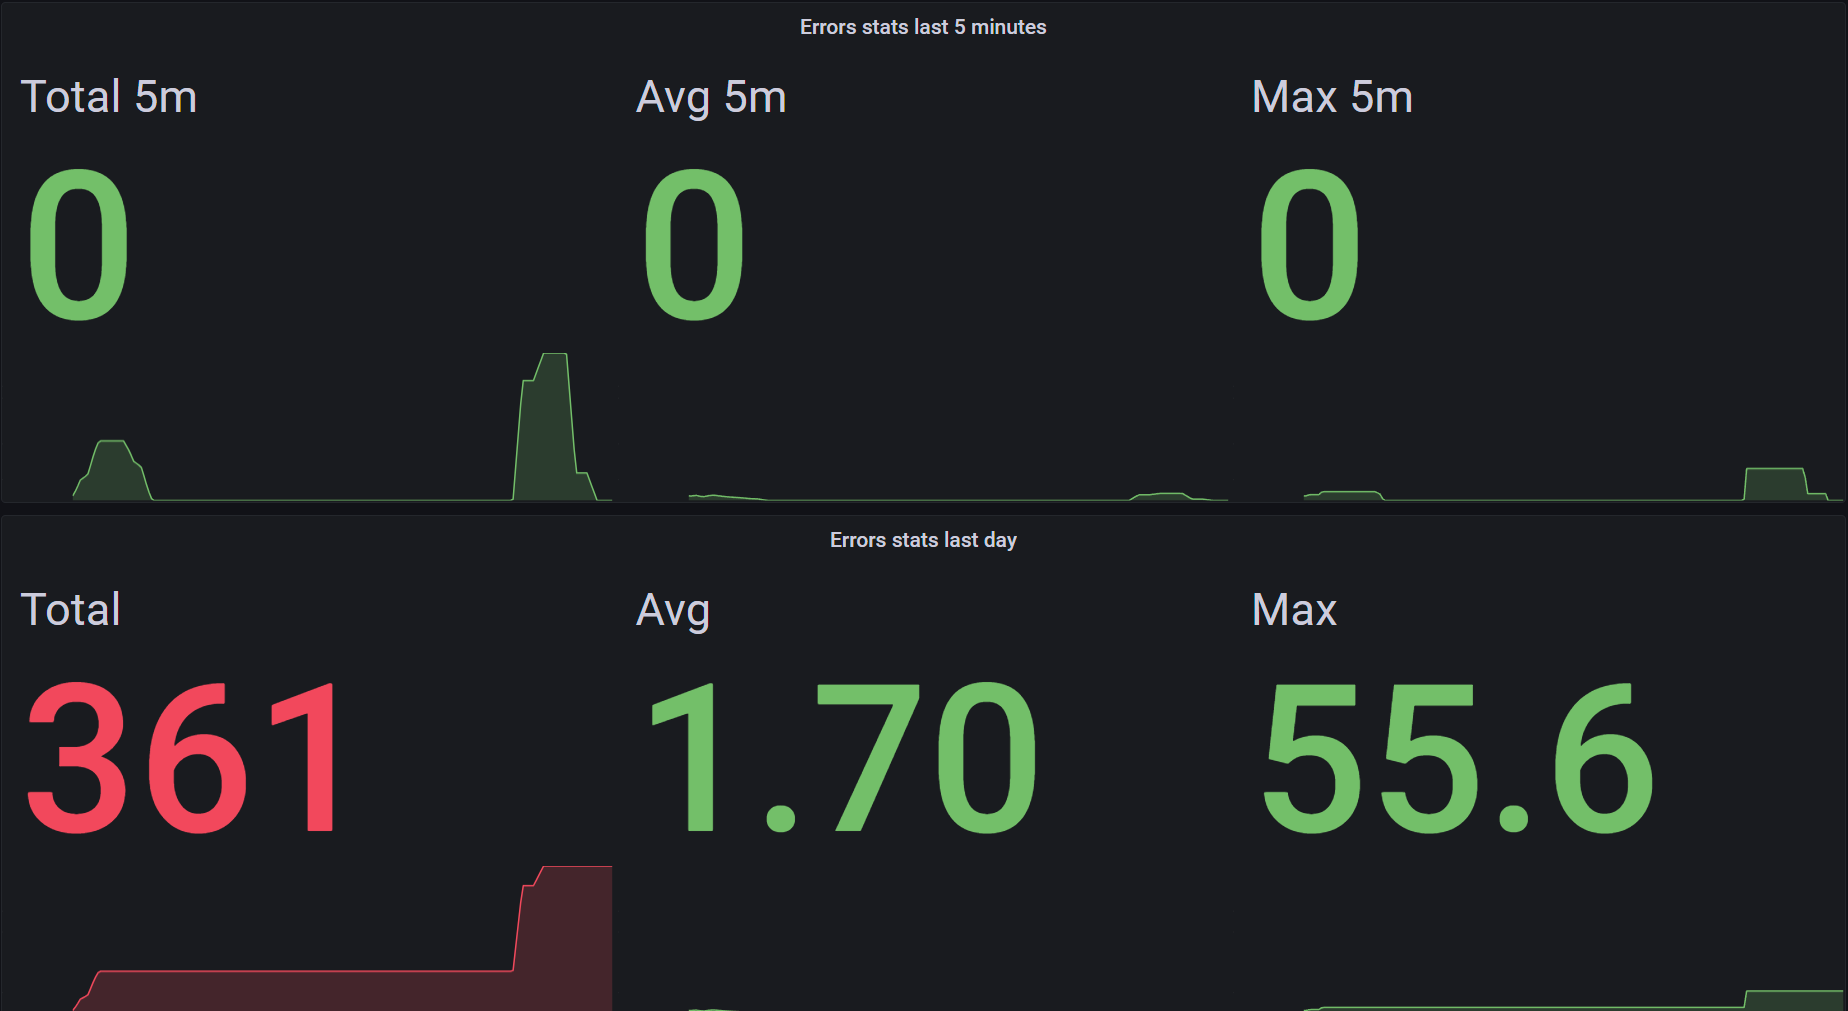 Errors stats last 5 minutes
Total 5m
Avg 5m
Max 5m
0
0
0
Errors stats last day
Total
Avg
Max
361
1.70
55.6